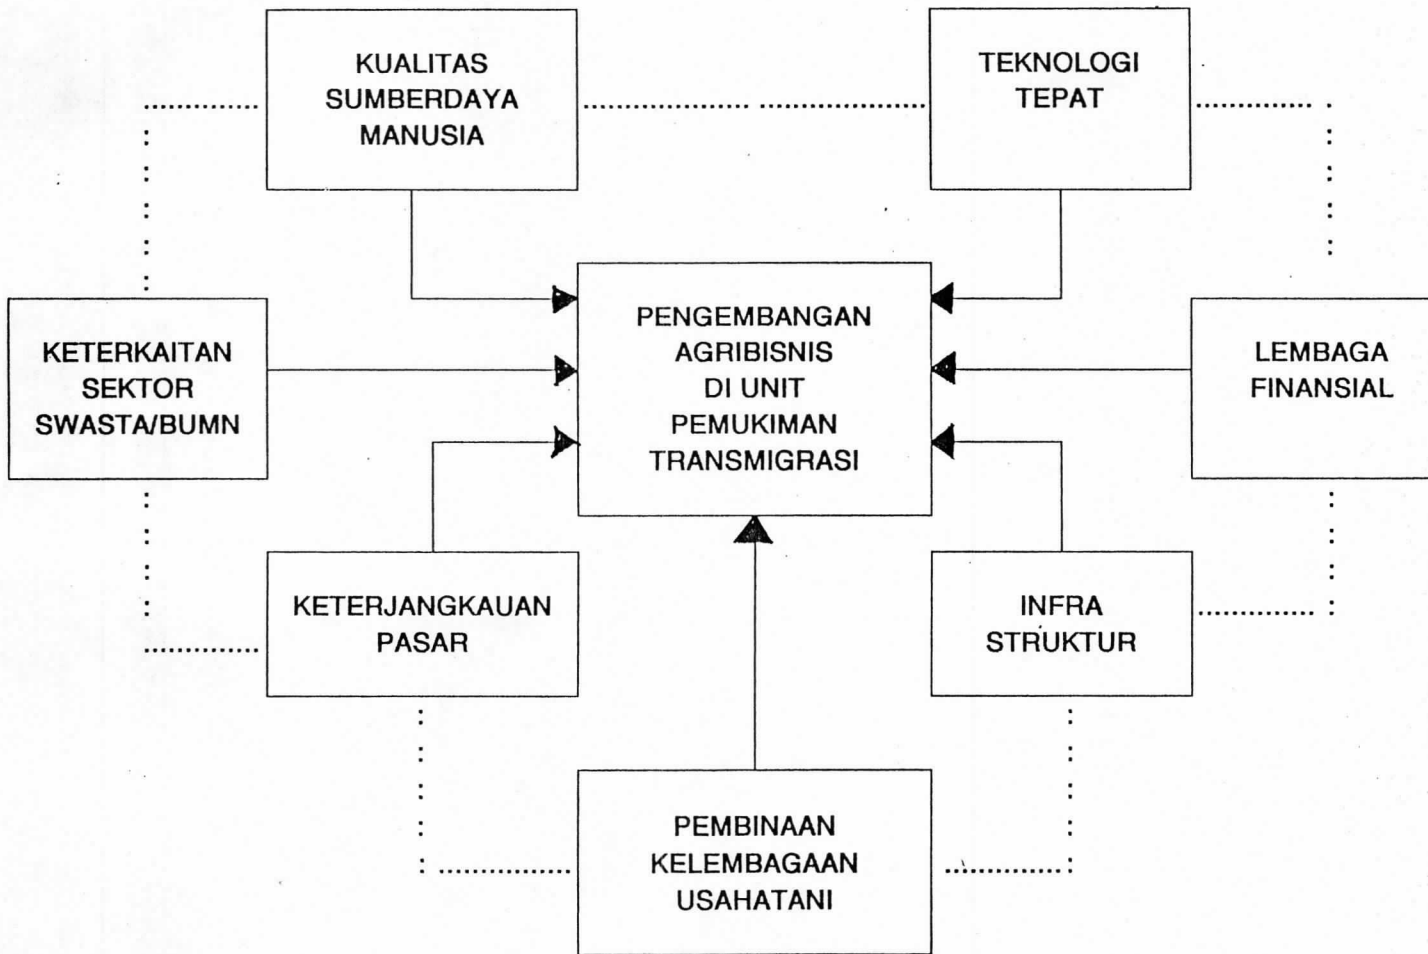 KUALITAS
SUMBERDAYA
MANUSIA
TEKNOLOGI
TEPAT
KETERKAITAN
SEKTOR
SWASTA/BUMN
PENGEMBANGAN
AGRIBISNIS
DI UNIT
PEMUKIMAN
TRANSMIGRASI
LEMBAGA
FINANSIAL
KETERJANGKAUAN
PASAR
INFRA
STRUKTUR
PEMBINAAN
KELEMBAGAAN
USAHATANI